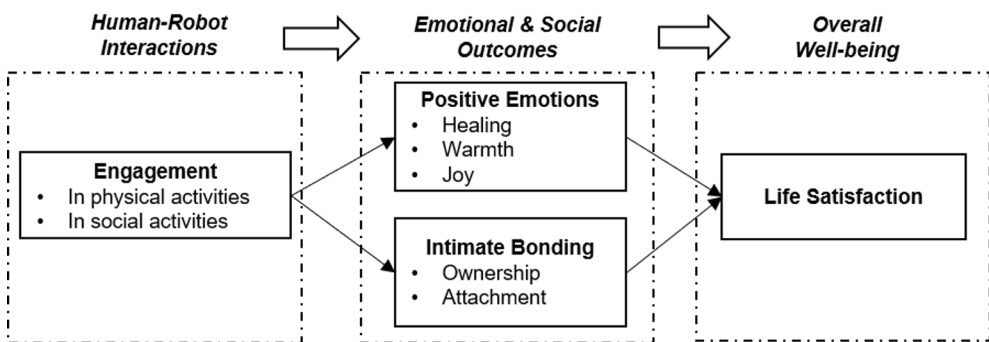 Human-Robot
Interactions
Emotional & Social
Outcomes
Overall
Well-being
Engagement
• In physical activities
• In social activities
Positive Emotions
• Healing
• Warmth
• Joy
Intimate Bonding
• Ownership
• Attachment
Life Satisfaction